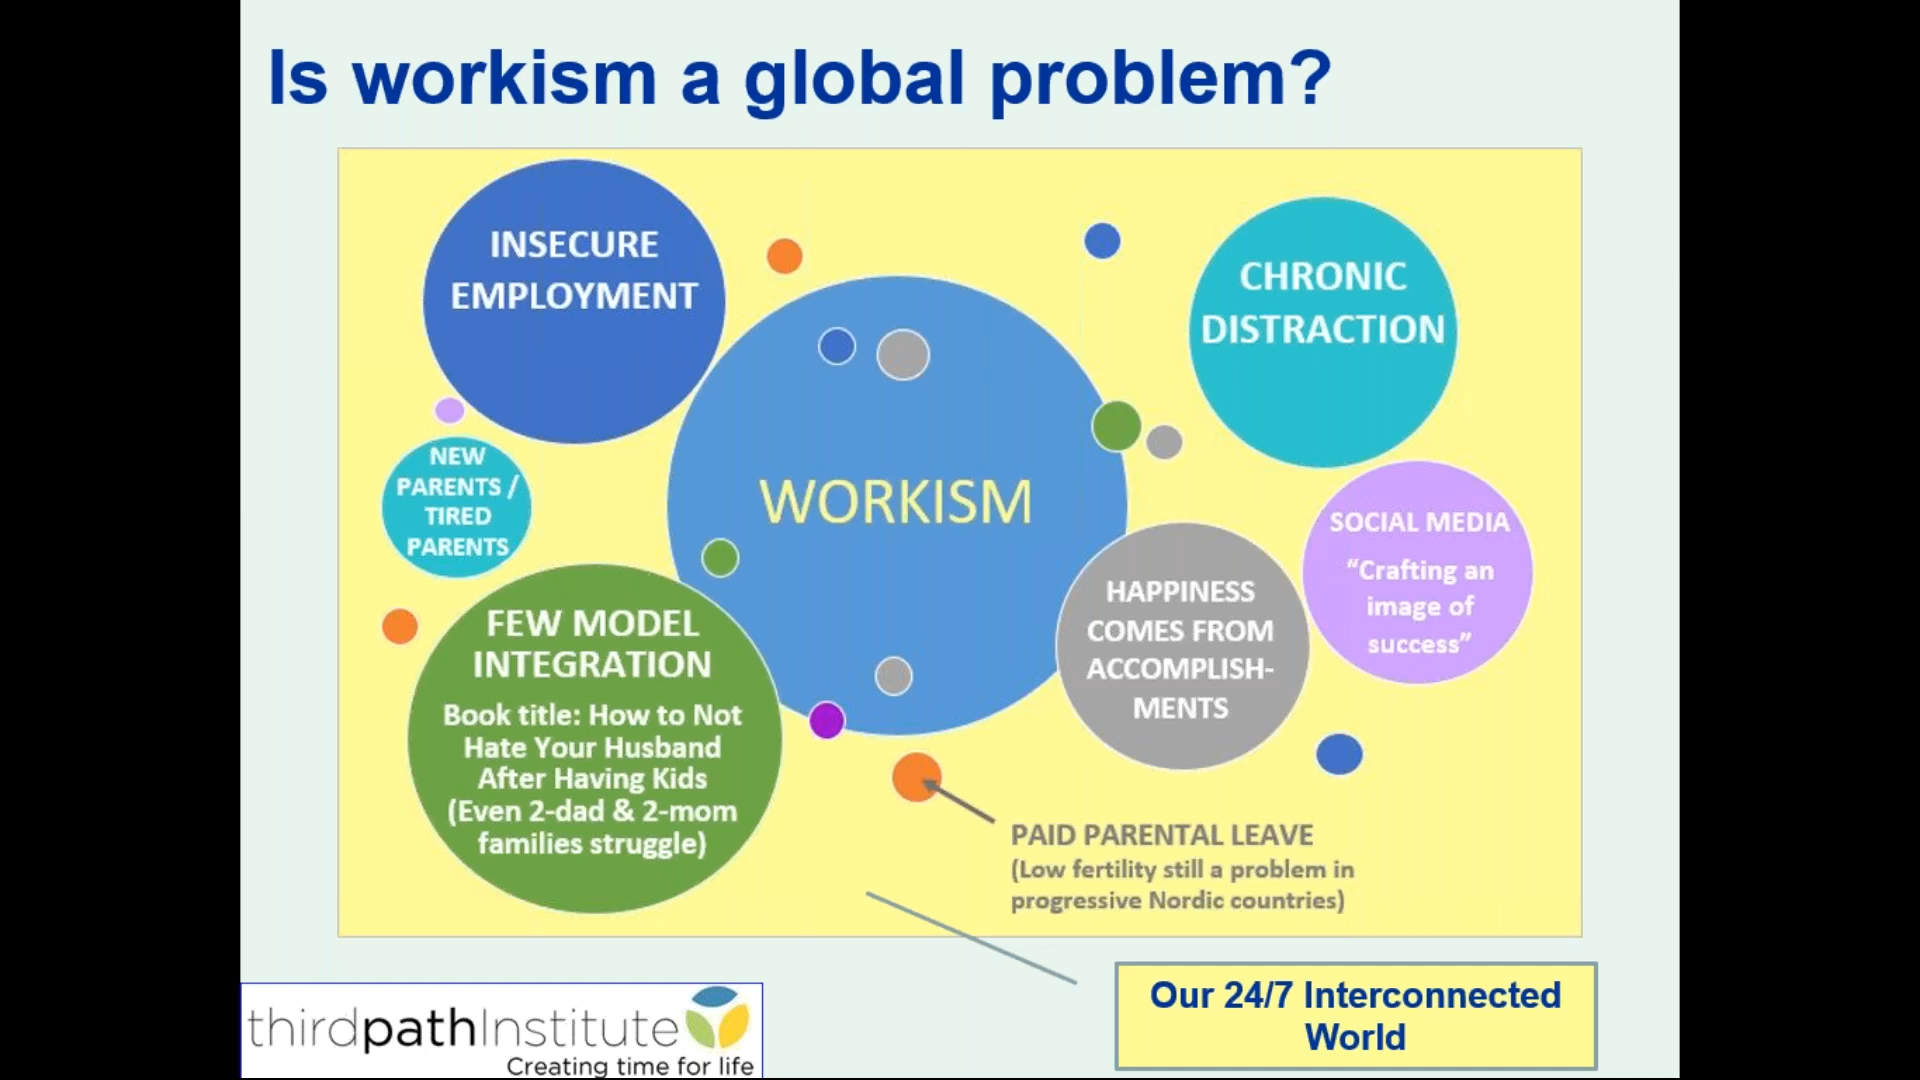 Is workism a global problem?
INSECURE
EMPLOYMENT
CHRONIC
DISTRACTION
NEW
PARENTS /
TIRED
PARENTS
WORKISM
SOCIAL MEDIA
“Crafting an
image of
success”
HAPPINESS
COMES FROM
ACCOMPLISH-
MENTS
FEW MODEL
INTEGRATION
Book title: How to Not
Hate Your Husband
After Having Kids
(Even 2-dad & 2-mom
families struggle)
PAID PARENTAL LEAVE
(Low fertility still a problem in
progressive Nordic countries)
Our 24/7 Interconnected
World
thirdpathInstitute
Creating time for life